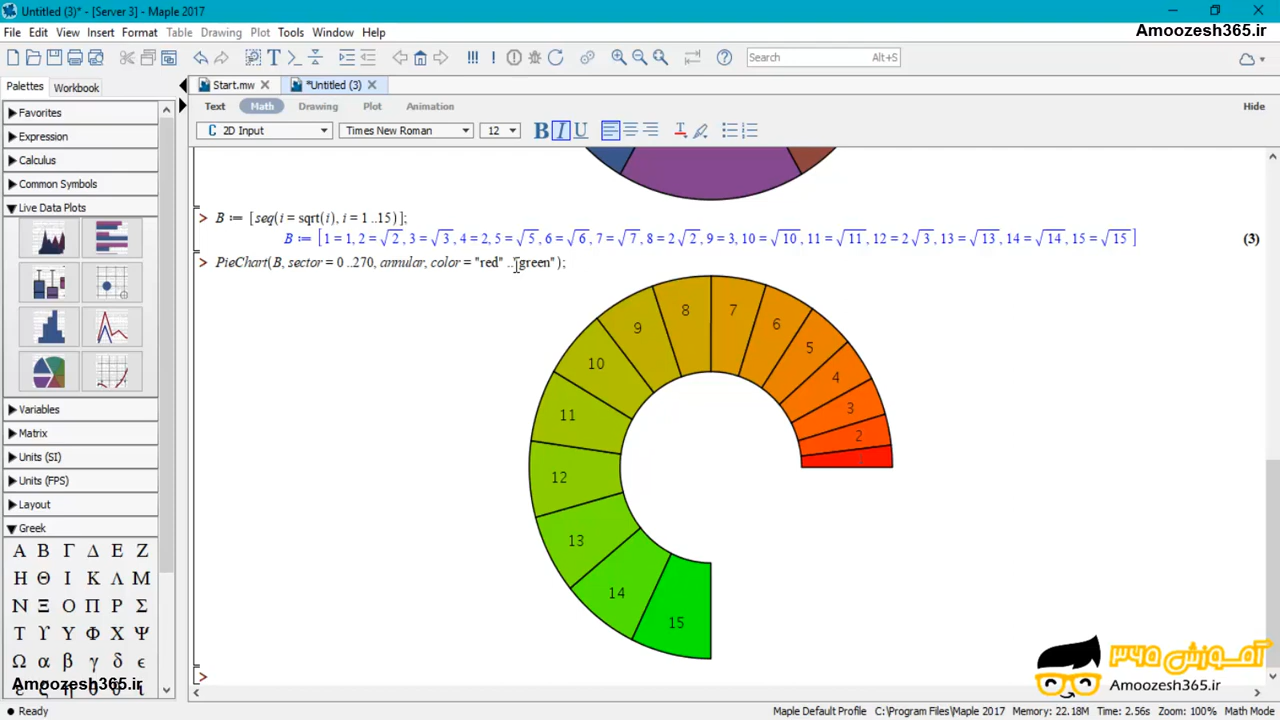 Untitled (3)* - [Server 3] - Maple 2017
File Edit View Insert Format Table Drawing Plot Tools Window Help
Amoozesh365.ir
Search Alt+S
Palettes Workbook
Start.mw *Untitled (3)
Text Math Drawing Plot Animation Hide
C 2D Input Times New Roman 12 B I U
Favorites
Expression
Calculus
Common Symbols
Live Data Plots
Variables
Matrix
Units (SI)
Units (FPS)
Layout
Greek
Α Β Γ Δ Ε Ζ
Η Θ Ι Κ Λ Μ
Ν Ξ Ο Π Ρ Σ
Τ ϒ Υ Φ Χ Ψ
Ω α β γ δ ϵ
Amoozesh365.ir
> B := [seq(i = sqrt(i), i = 1 ..15)];
B := [1 = 1, 2 = √2, 3 = √3, 4 = 2, 5 = √5, 6 = √6, 7 = √7, 8 = 2 √2, 9 = 3, 10 = √10, 11 = √11, 12 = 2 √3, 13 = √13, 14 = √14, 15 = √15] (3)
> PieChart(B, sector = 0 ..270, annular, color = "red" .."green");
8 7
9 6
5
10 4
3
11 2
12
13
14
15
>
آموزش ۳۶۵
Amoozesh365.ir
Ready Maple Default Profile C:\Program Files\Maple 2017 Memory: 22.18M Time: 2.56s Zoom: 100% Math Mode